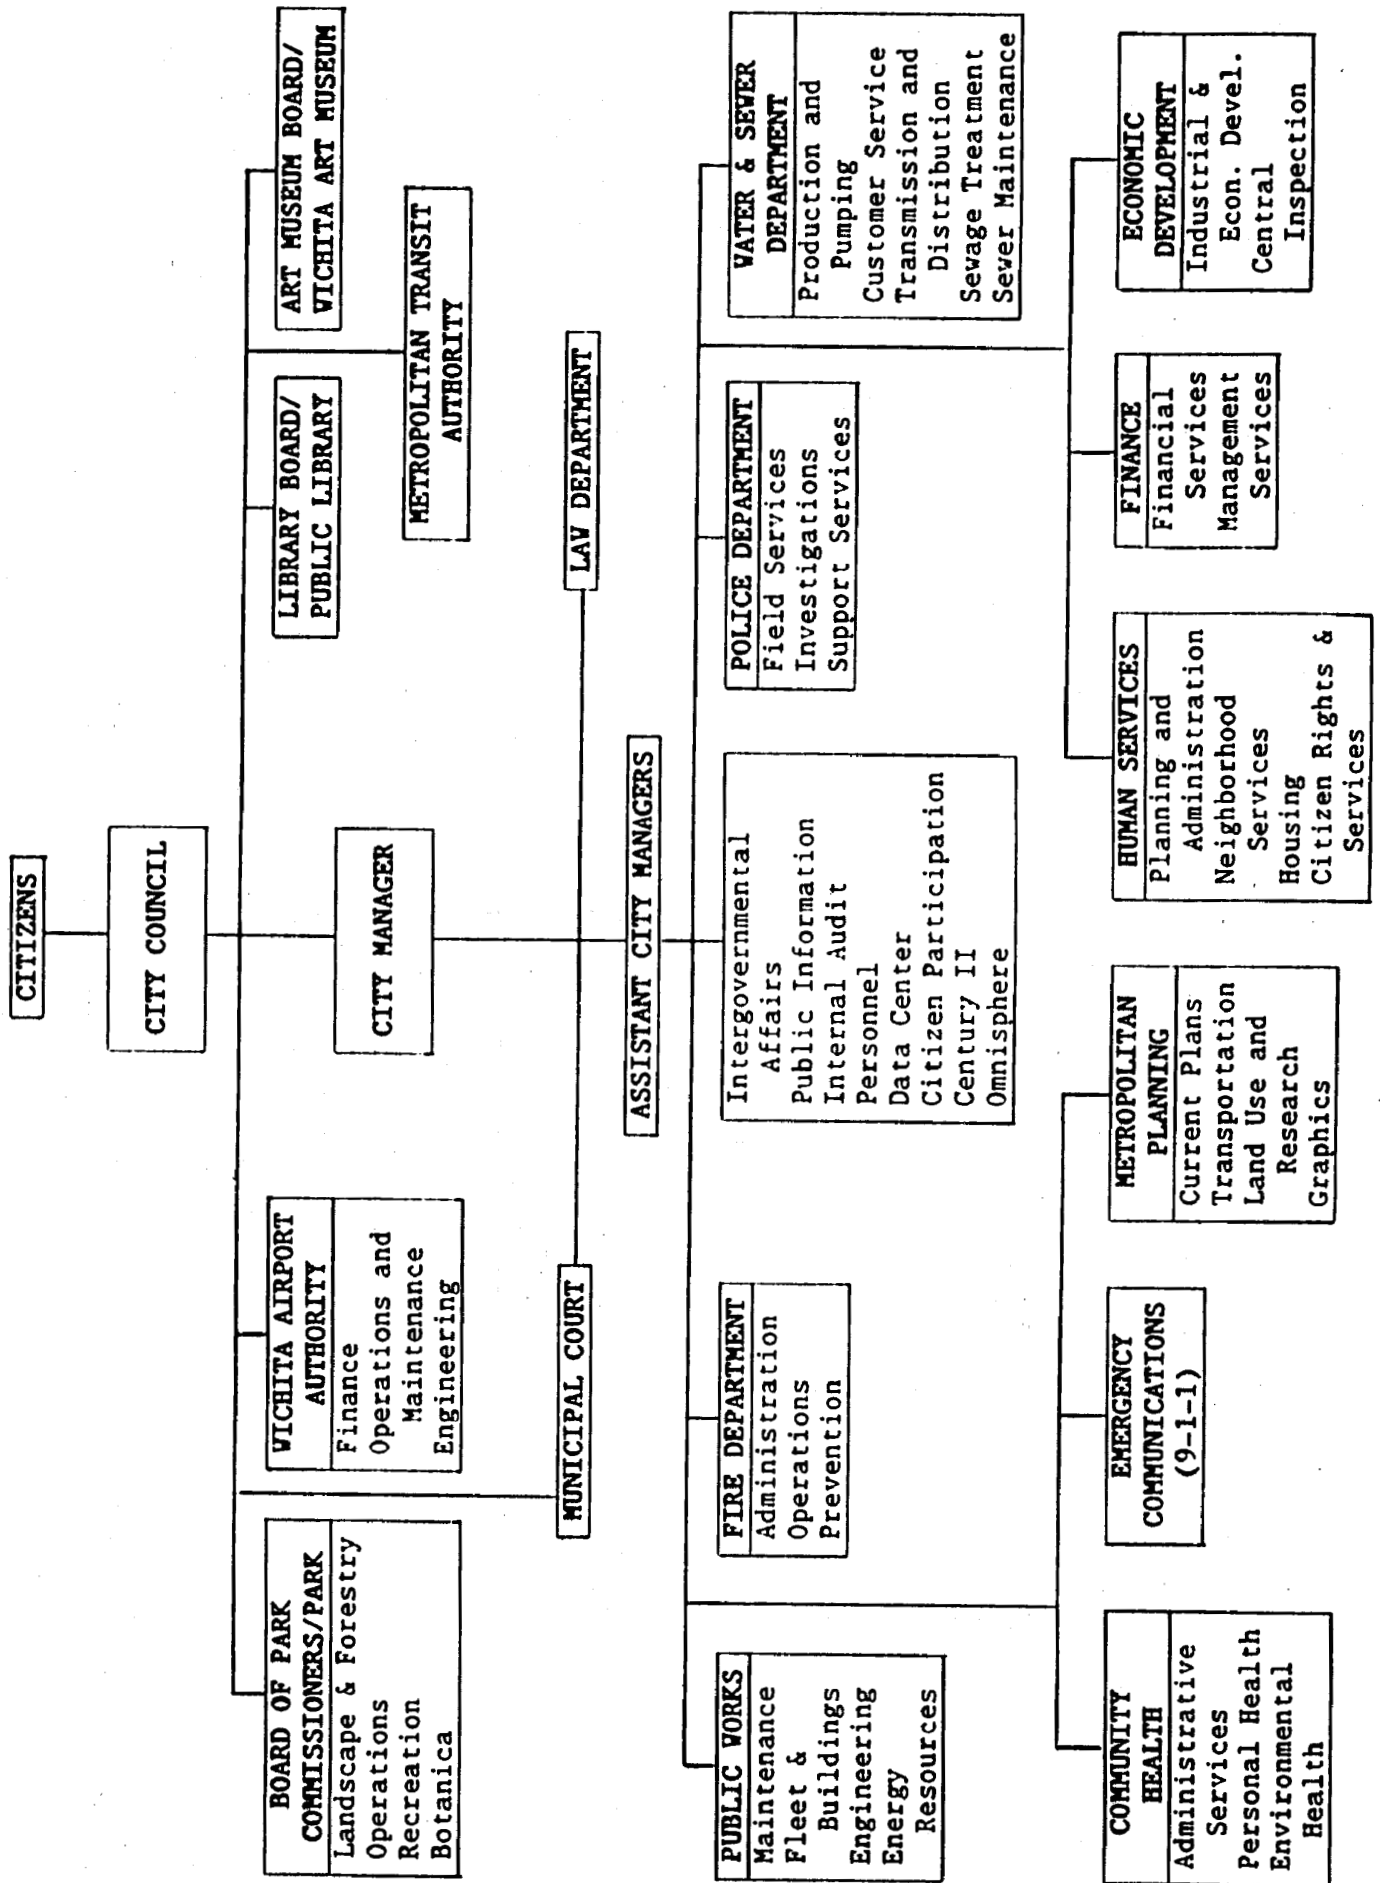 CITIZENS
CITY COUNCIL
BOARD OF PARK
COMMISSIONERS/PARK
Landscape & Forestry
Operations
Recreation
Botanica
WICHITA AIRPORT
AUTHORITY
Finance
Operations and
Maintenance
Engineering
CITY MANAGER
LIBRARY BOARD/
PUBLIC LIBRARY
ART MUSEUM BOARD/
WICHITA ART MUSEUM
METROPOLITAN TRANSIT
AUTHORITY
MUNICIPAL COURT
LAW DEPARTMENT
ASSISTANT CITY MANAGERS
PUBLIC WORKS
Maintenance
Fleet &
Buildings
Engineering
Energy
Resources
FIRE DEPARTMENT
Administration
Operations
Prevention
Intergovernmental
Affairs
Public Information
Internal Audit
Personnel
Data Center
Citizen Participation
Century II
Omnisphere
POLICE DEPARTMENT
Field Services
Investigations
Support Services
WATER & SEWER
DEPARTMENT
Production and
Pumping
Customer Service
Transmission and
Distribution
Sewage Treatment
Sewer Maintenance
COMMUNITY
HEALTH
Administrative
Services
Personal Health
Environmental
Health
EMERGENCY
COMMUNICATIONS
(9-1-1)
METROPOLITAN
PLANNING
Current Plans
Transportation
Land Use and
Research
Graphics
HUMAN SERVICES
Planning and
Administration
Neighborhood
Services
Housing
Citizen Rights &
Services
FINANCE
Financial
Services
Management
Services
ECONOMIC
DEVELOPMENT
Industrial &
Econ. Devel.
Central
Inspection